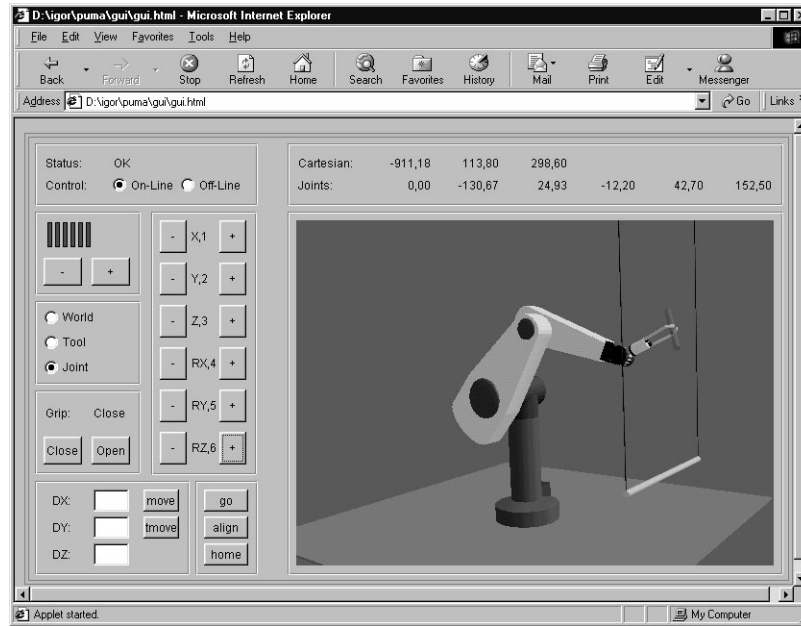 D:\igor\puma\gui\gui.html - Microsoft Internet Explorer
File Edit View Favorites Tools Help
Back Forward Stop Refresh Home Search Favorites History Mail Print Edit Messenger
Address D:\igor\puma\gui\gui.html Go Links
Status: OK
Control: On-Line Off-Line
Cartesian: -911,18 113,80 298,60
Joints: 0,00 -130,67 24,93 -12,20 42,70 152,50
- +
World
Tool
Joint
Grip: Close
Close Open
- X,1 +
- Y,2 +
- Z,3 +
- RX,4 +
- RY,5 +
- RZ,6 +
DX: move
DY: tmove
DZ:
go
align
home
Applet started. My Computer